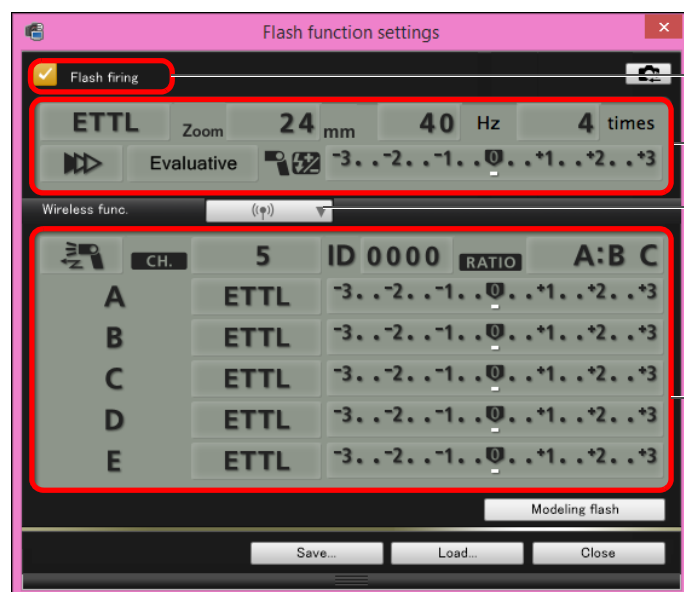 Flash function settings
Flash firing
ETTL Zoom 24 mm 40 Hz 4 times
Evaluative -3..-2..-1..0..+1..+2..+3
Wireless func.
CH. 5 ID 0000 RATIO A:B C
A ETTL -3..-2..-1..0..+1..+2..+3
B ETTL -3..-2..-1..0..+1..+2..+3
C ETTL -3..-2..-1..0..+1..+2..+3
D ETTL -3..-2..-1..0..+1..+2..+3
E ETTL -3..-2..-1..0..+1..+2..+3
Modeling flash
Save... Load... Close